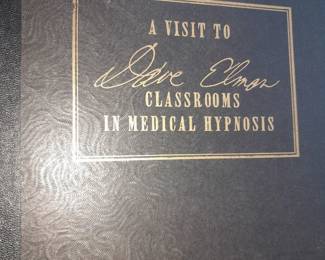 A VISIT TO
Dave Elman
CLASSROOMS
IN MEDICAL HYPNOSIS